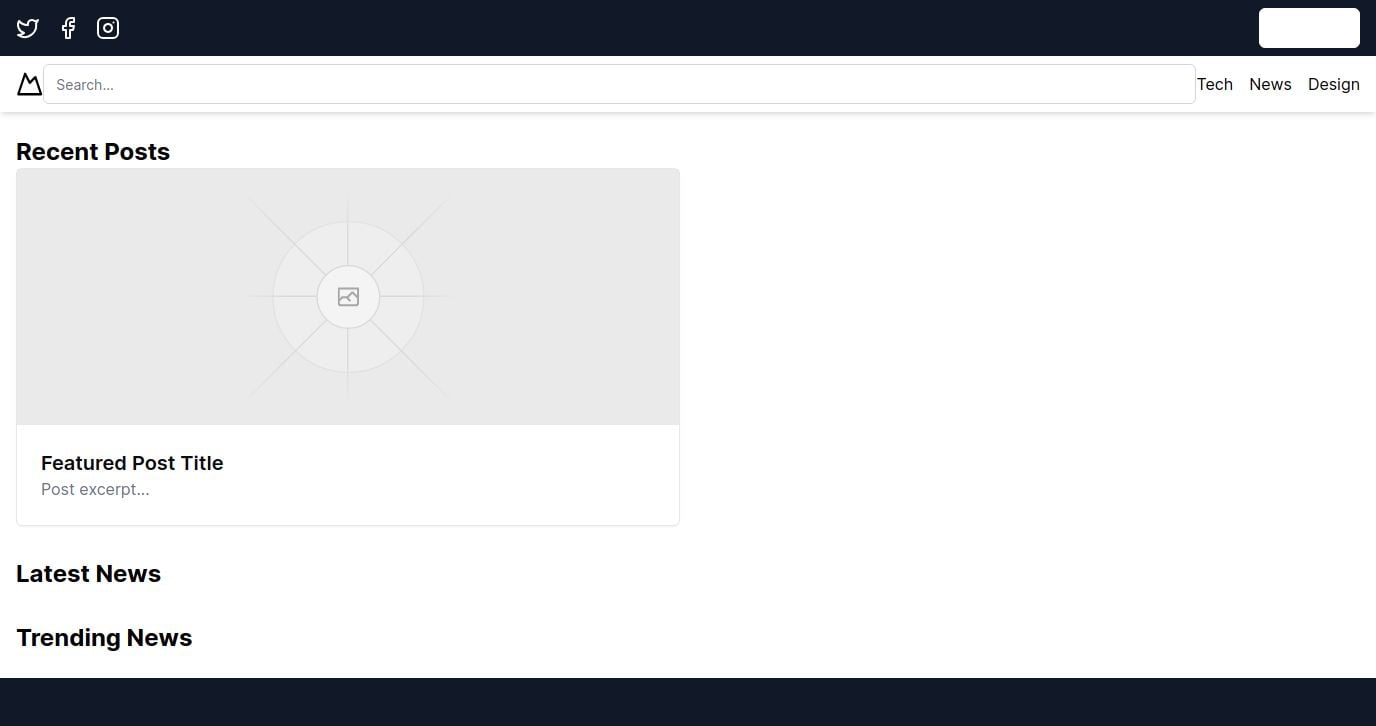 Search...
Tech
News
Design
Recent Posts
Featured Post Title
Post excerpt...
Latest News
Trending News